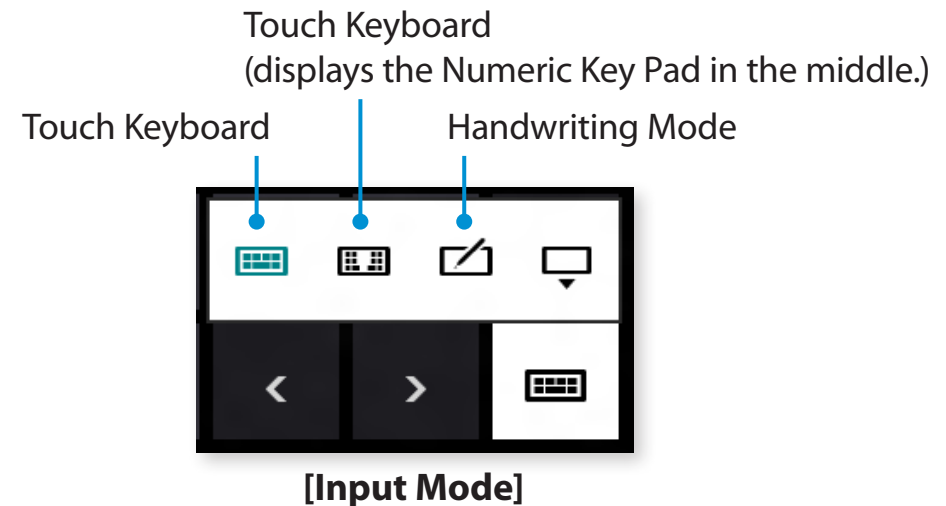 Touch Keyboard
(displays the Numeric Key Pad in the middle.)
Touch Keyboard
Handwriting Mode
[Input Mode]